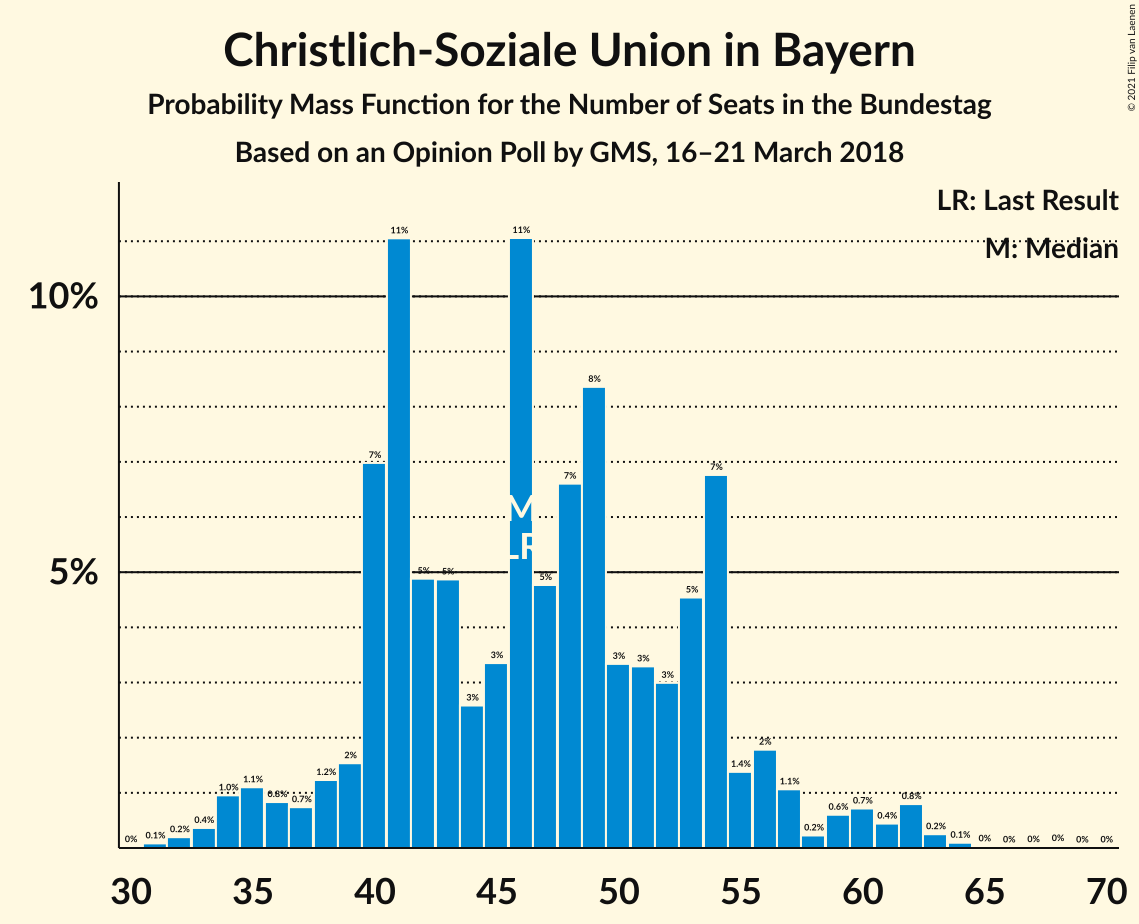 Christlich-Soziale Union in Bayern
Probability Mass Function for the Number of Seats in the Bundestag
Based on an Opinion Poll by GMS, 16–21 March 2018
© 2021 Filip van Laenen
LR: Last Result
M: Median
10%
5%
0% 0.1% 0.2% 0.4% 1.0% 1.1% 0.8% 0.7% 1.2% 2% 7% 11% 5% 5% 3% 3% 11% 5% 7% 8% 3% 3% 3% 5% 7% 1.4% 2% 1.1% 0.2% 0.6% 0.7% 0.4% 0.8% 0.2% 0.1% 0% 0% 0% 0% 0% 0%
M
LR
30 35 40 45 50 55 60 65 70